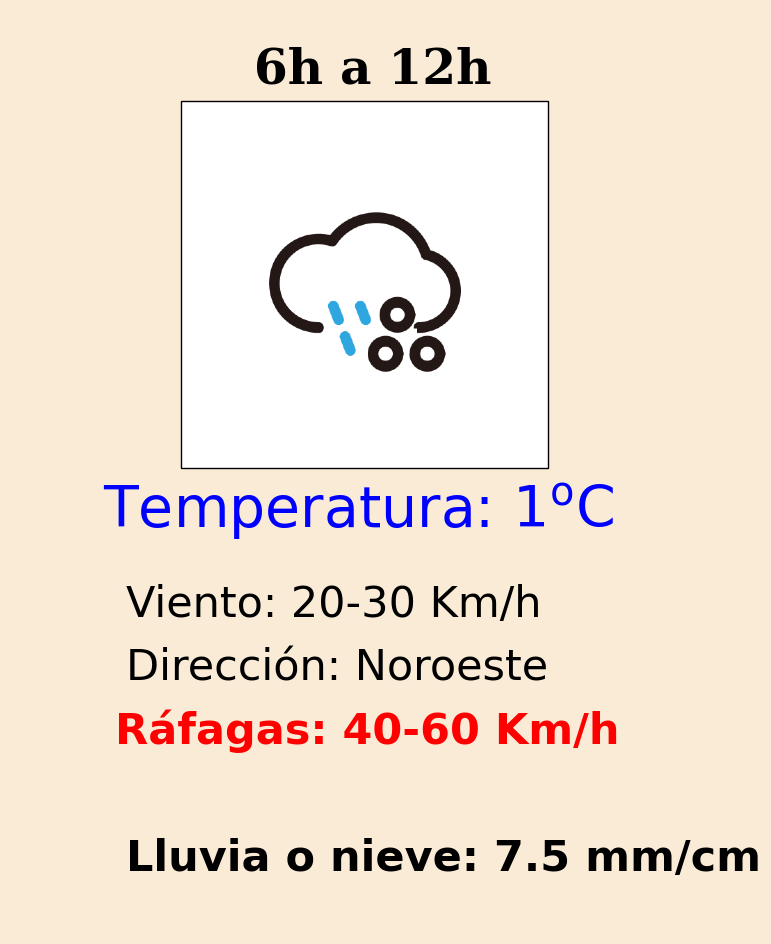 6h a 12h
Temperatura: 1ºC
Viento: 20-30 Km/h
Dirección: Noroeste
Ráfagas: 40-60 Km/h
Lluvia o nieve: 7.5 mm/cm